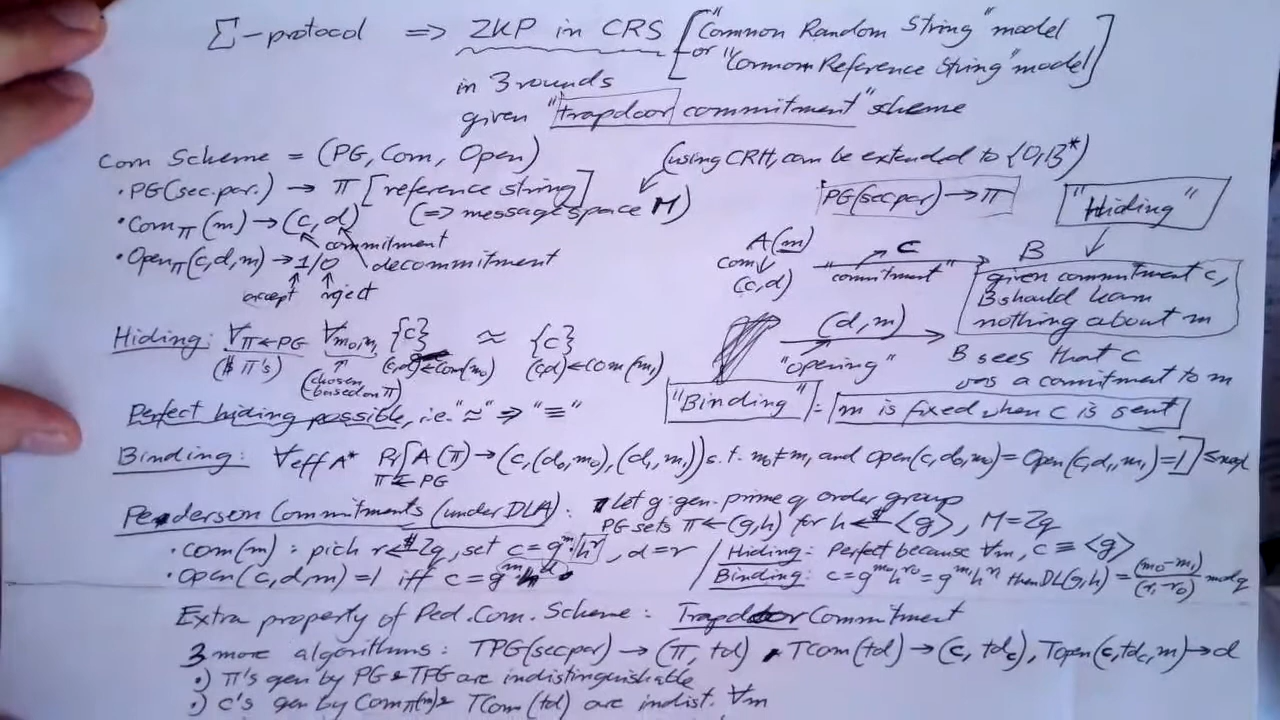 Σ-protocol => ZKP in CRS ["Common Random String" model
or "Common Reference String" model]
in 3 rounds
given "trapdoor commitment" scheme
Com Scheme = (PG, Com, Open)
(using CRH, can be extended to {0,1}*)
• PG(sec.par.) → π [reference string]
(=> message space M)
• Com_π(m) → (c, d)
commitment
• Open_π(c,d,m) → 1/0
decommitment
accept reject
PG(secpar) → π
"Hiding"
A(m)
com↓
(c,d)
c
"commitment"
B
given commitment c,
B should learn
nothing about m
(d,m)
"opening"
B sees that c
was a commitment to m
"Binding" = m is fixed when c is sent
Hiding: ∀π←PG ∀m₀,m₁ {c} ≈ {c}
($ π's) (chosen based on π) (c,d)←com(m₀) (c,d)←com(m₁)
Perfect hiding possible, i.e. "≈" ⇒ "≡"
Binding: ∀eff A* Pr[A(π) → (c,(d₀,m₀),(d₁,m₁)) s.t. m₀≠m₁ and open(c,d₀,m₀)=Open(c,d₁,m₁)=1] ≤ negl
π←PG
Pederson Commitments (under DLA): Let g: gen. prime q order group
PG sets π ← (g,h) for h ←$ <g>, M=Zq
• com(m): pick r ←$ Zq, set c = g^m·h^r, d = r
• Open(c,d,m)=1 iff c = g^m h^d
Hiding: Perfect because ∀m, c ≡ <g>
Binding: c = g^m₀ h^r₀ = g^m₁ h^r₁ then DL(g,h) = (m₀-m₁)/(r₁-r₀) mod q
Extra property of Ped. Com. Scheme: Trapdoor Commitment
3 more algorithms: TPG(secpar) → (π, td) , TCom(td) → (c, td_c), Topen(c,td_c,m) → d
•) π's gen by PG & TPG are indistinguishable
•) c's gen by Com_π(m) & TCom(td) are indist. ∀m